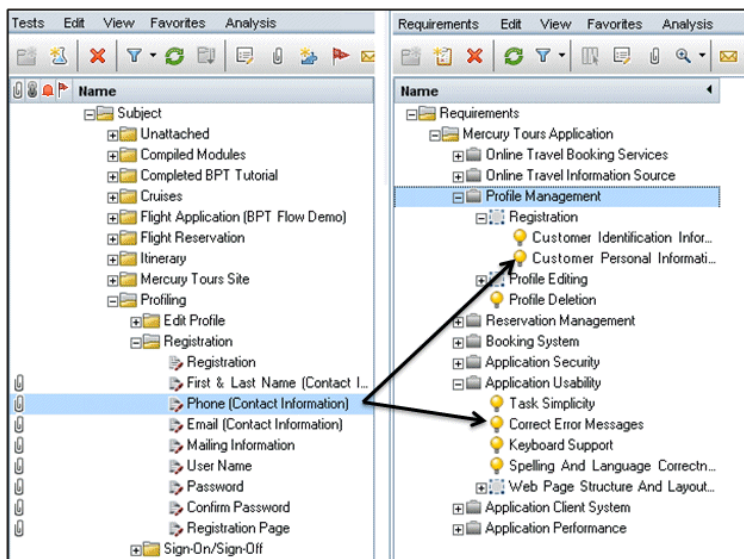 Tests Edit View Favorites Analysis
Name
Subject
Unattached
Compiled Modules
Completed BPT Tutorial
Cruises
Flight Application (BPT Flow Demo)
Flight Reservation
Itinerary
Mercury Tours Site
Profiling
Edit Profile
Registration
Registration
First & Last Name (Contact I...
Phone (Contact Information)
Email (Contact Information)
Mailing Information
User Name
Password
Confirm Password
Registration Page
Sign-On/Sign-Off
Requirements Edit View Favorites Analysis
Name
Requirements
Mercury Tours Application
Online Travel Booking Services
Online Travel Information Source
Profile Management
Registration
Customer Identification Infor...
Customer Personal Informati...
Profile Editing
Profile Deletion
Reservation Management
Booking System
Application Security
Application Usability
Task Simplicity
Correct Error Messages
Keyboard Support
Spelling And Language Correctn...
Web Page Structure And Layout...
Application Client System
Application Performance